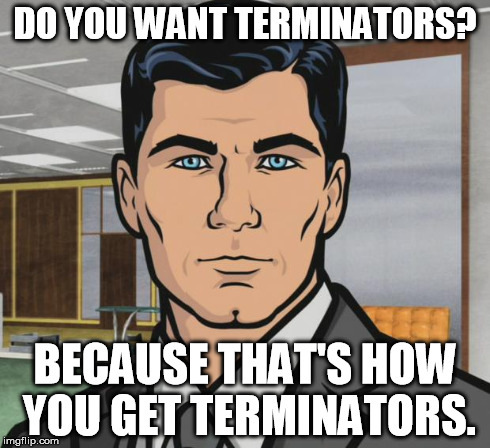 DO YOU WANT TERMINATORS?
BECAUSE THAT'S HOW
YOU GET TERMINATORS.
imgflip.com